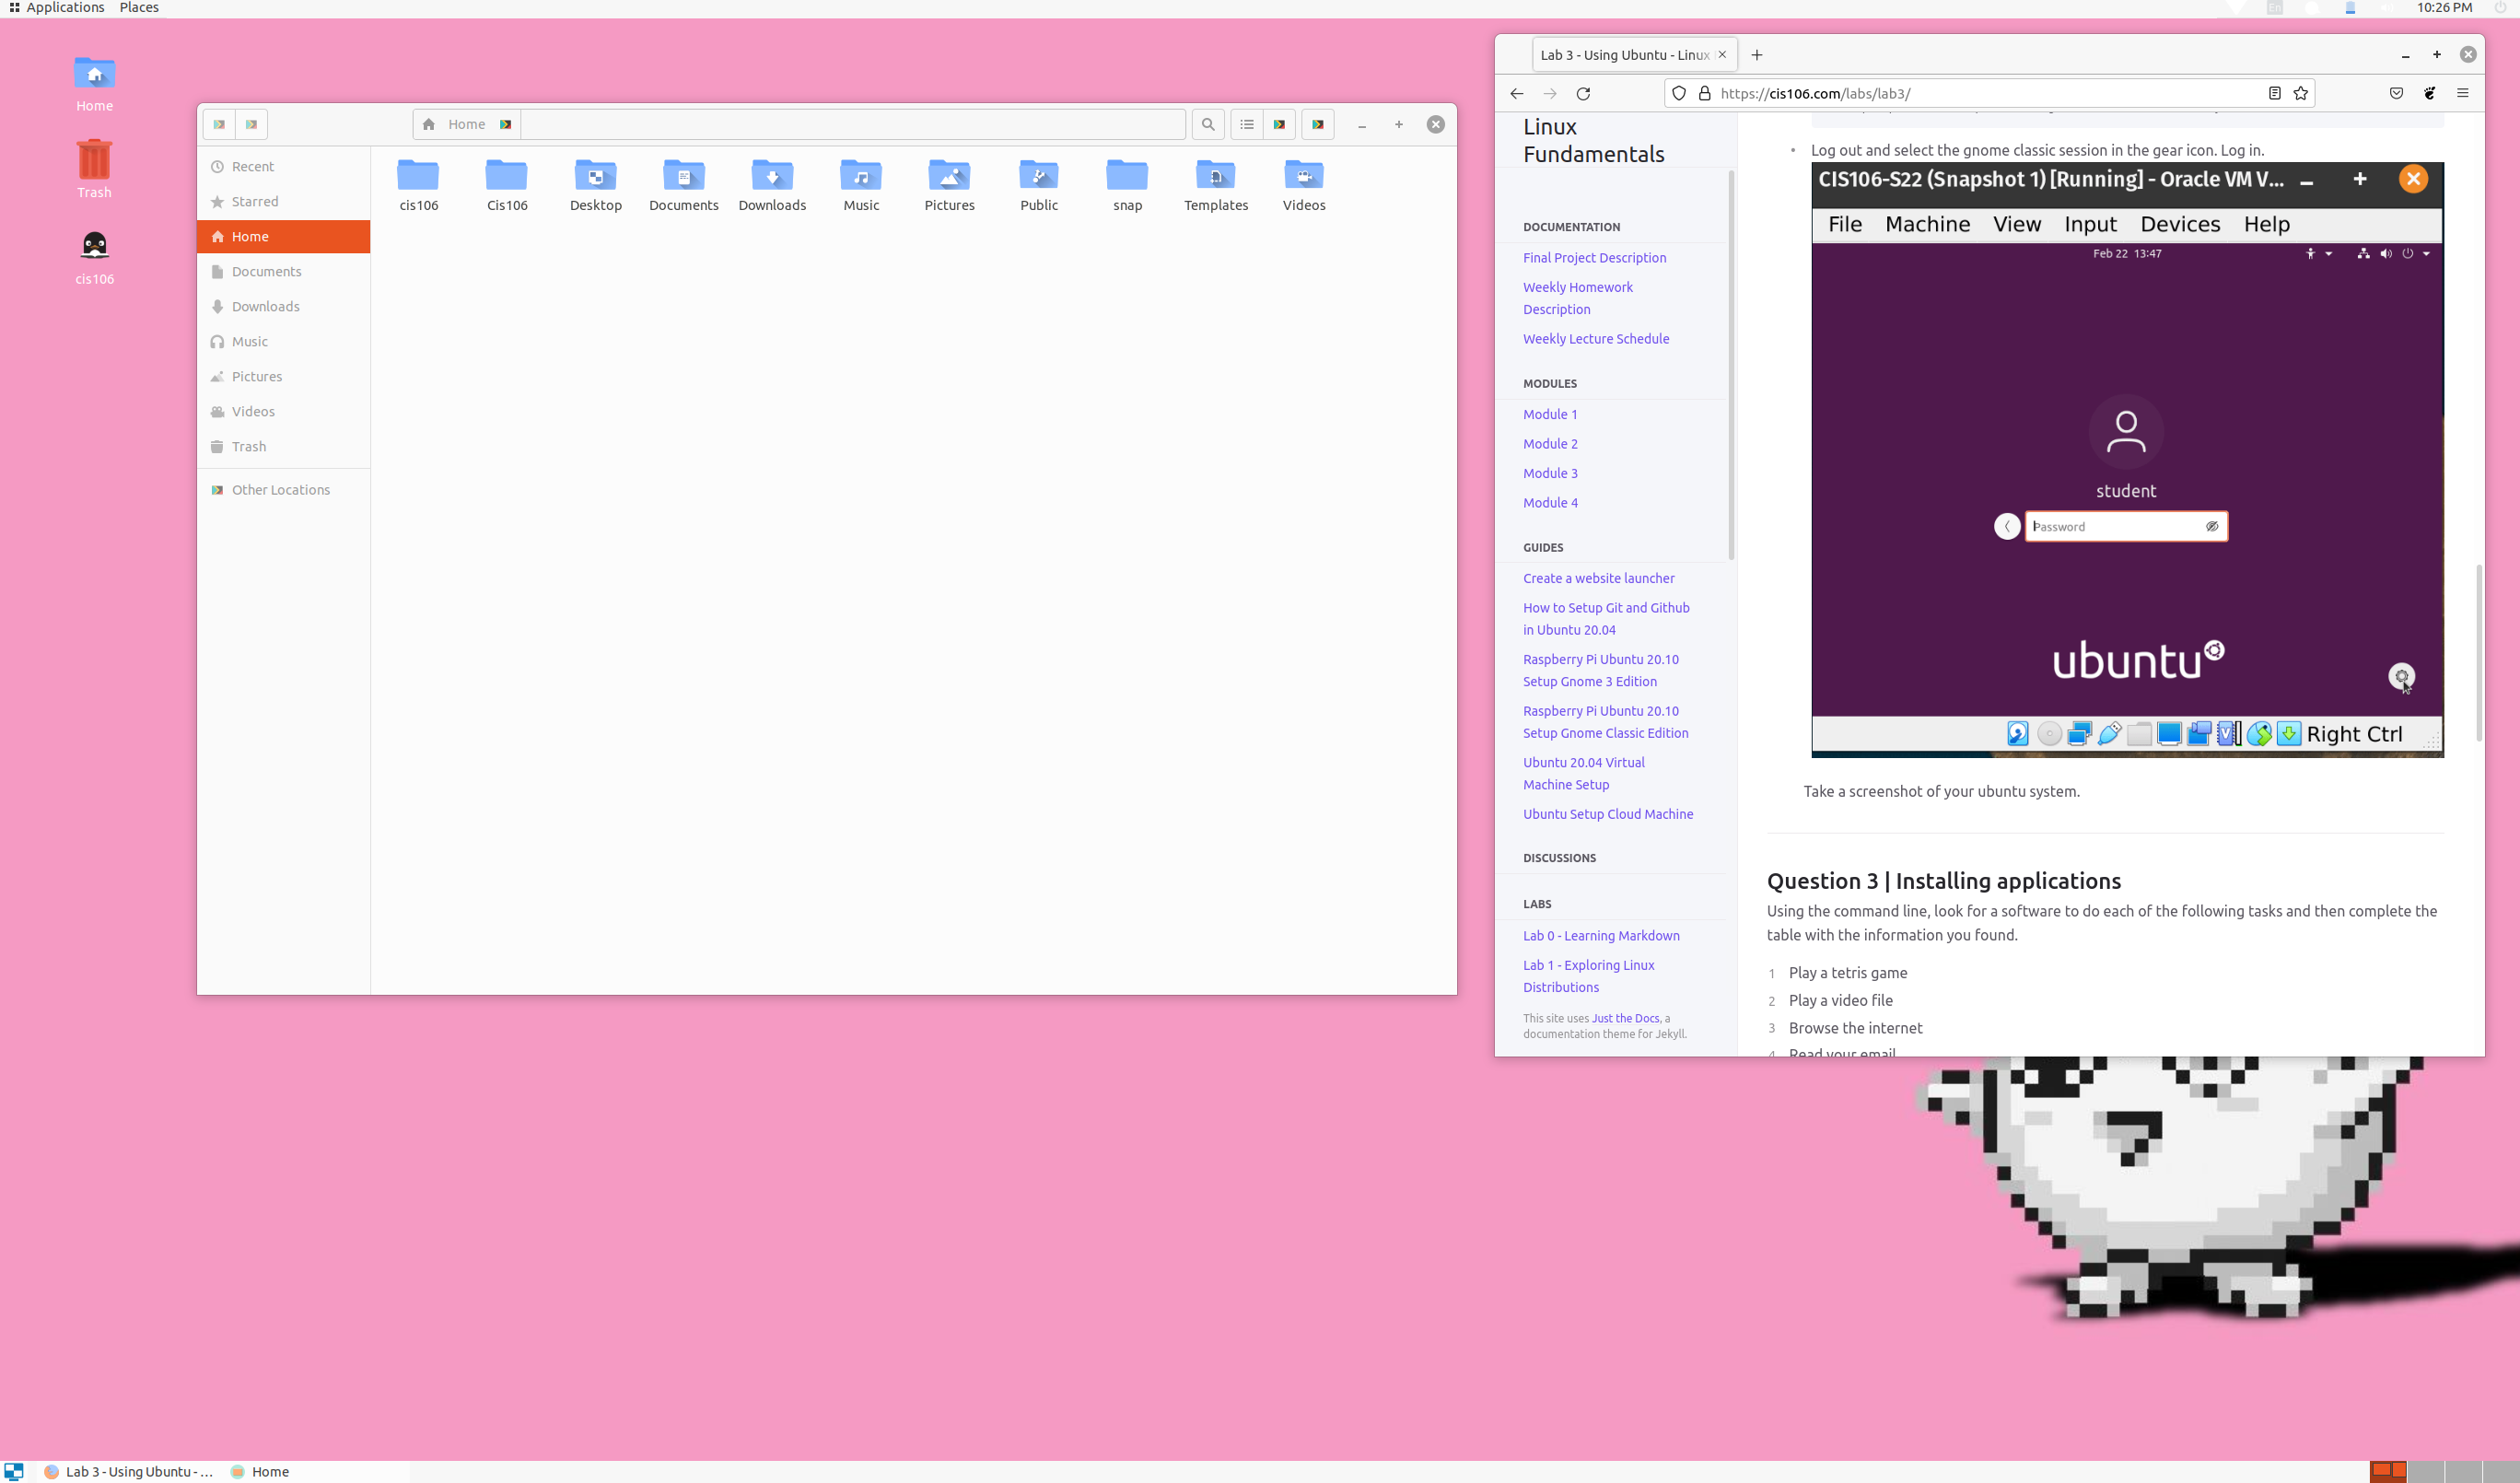 Applications Places
En
10:26 PM
Home
Trash
cis106
Home
Recent
Starred
Home
Documents
Downloads
Music
Pictures
Videos
Trash
Other Locations
cis106
Cis106
Desktop
Documents
Downloads
Music
Pictures
Public
snap
Templates
Videos
Lab 3 - Using Ubuntu - Linux
https://cis106.com/labs/lab3/
Linux
Fundamentals
DOCUMENTATION
Final Project Description
Weekly Homework
Description
Weekly Lecture Schedule
MODULES
Module 1
Module 2
Module 3
Module 4
GUIDES
Create a website launcher
How to Setup Git and Github
in Ubuntu 20.04
Raspberry Pi Ubuntu 20.10
Setup Gnome 3 Edition
Raspberry Pi Ubuntu 20.10
Setup Gnome Classic Edition
Ubuntu 20.04 Virtual
Machine Setup
Ubuntu Setup Cloud Machine
DISCUSSIONS
LABS
Lab 0 - Learning Markdown
Lab 1 - Exploring Linux
Distributions
This site uses Just the Docs, a
documentation theme for Jekyll.
• Log out and select the gnome classic session in the gear icon. Log in.
CIS106-S22 (Snapshot 1) [Running] - Oracle VM V...
File Machine View Input Devices Help
Feb 22 13:47
student
Password
ubuntu
Right Ctrl
Take a screenshot of your ubuntu system.
Question 3 | Installing applications
Using the command line, look for a software to do each of the following tasks and then complete the
table with the information you found.
1 Play a tetris game
2 Play a video file
3 Browse the internet
4 Read your email
Lab 3 - Using Ubuntu - ...
Home